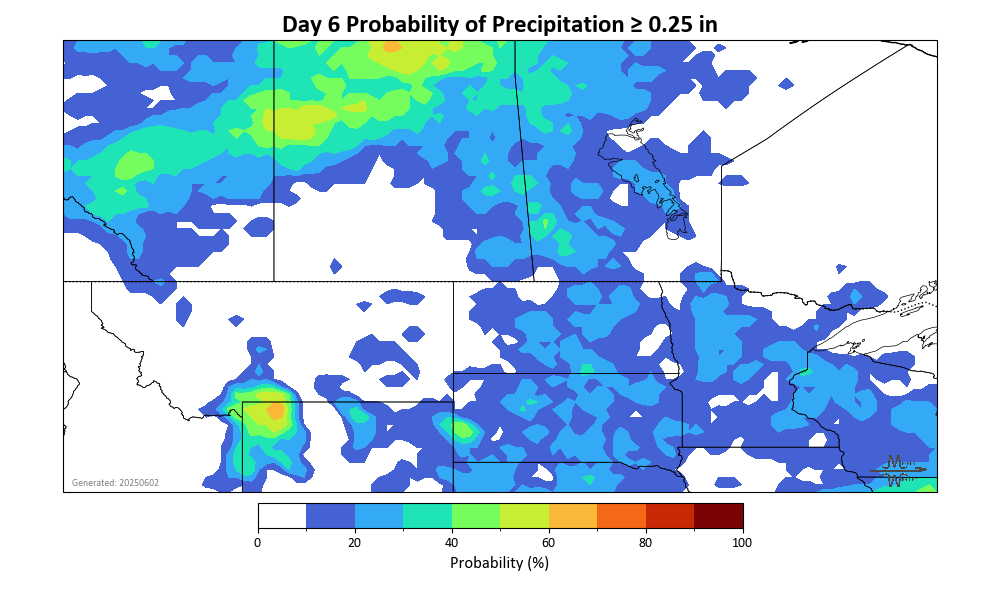 Day 6 Probability of Precipitation ≥ 0.25 in
Generated: 20250602
0 20 40 60 80 100
Probability (%)